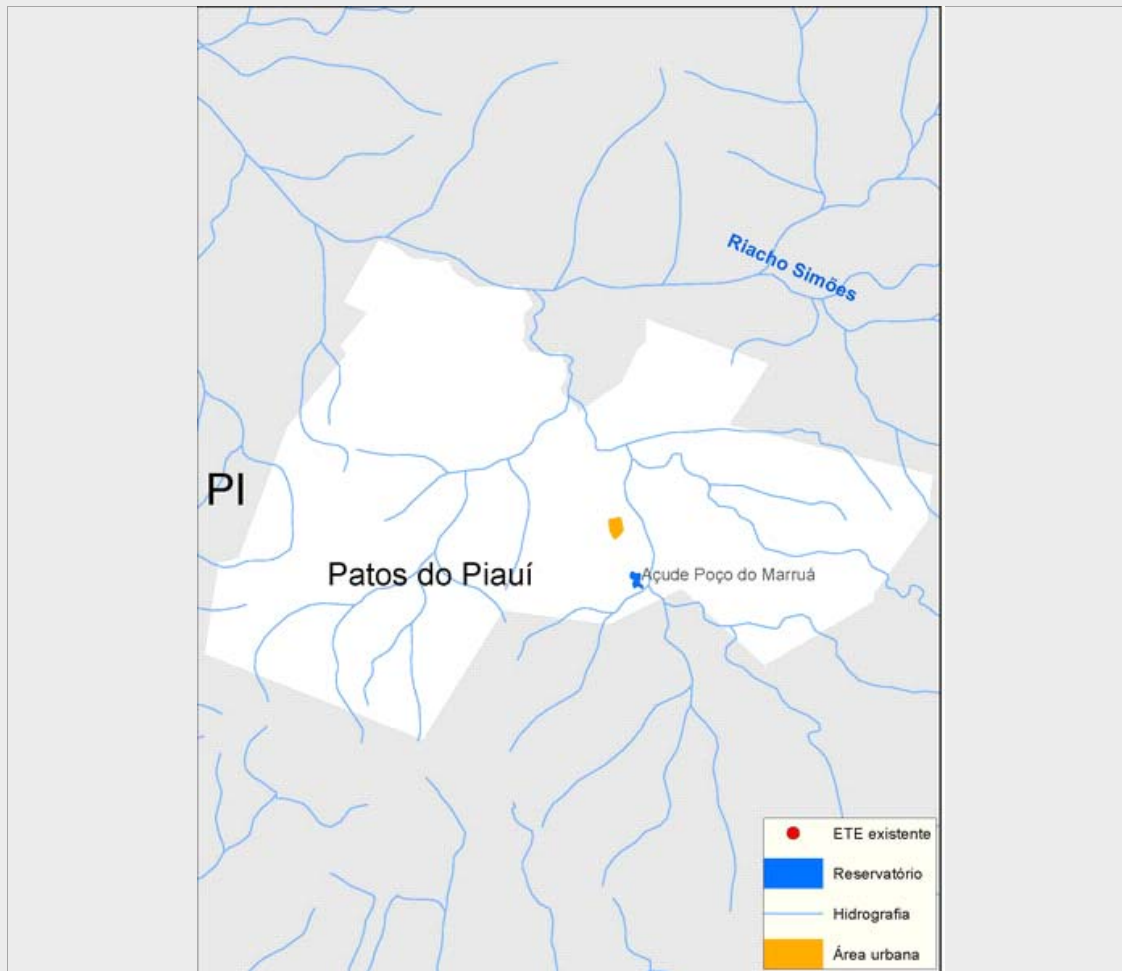 Riacho Simões
PI
Patos do Piauí
Açude Poço do Marruá
ETE existente
Reservatório
Hidrografia
Área urbana